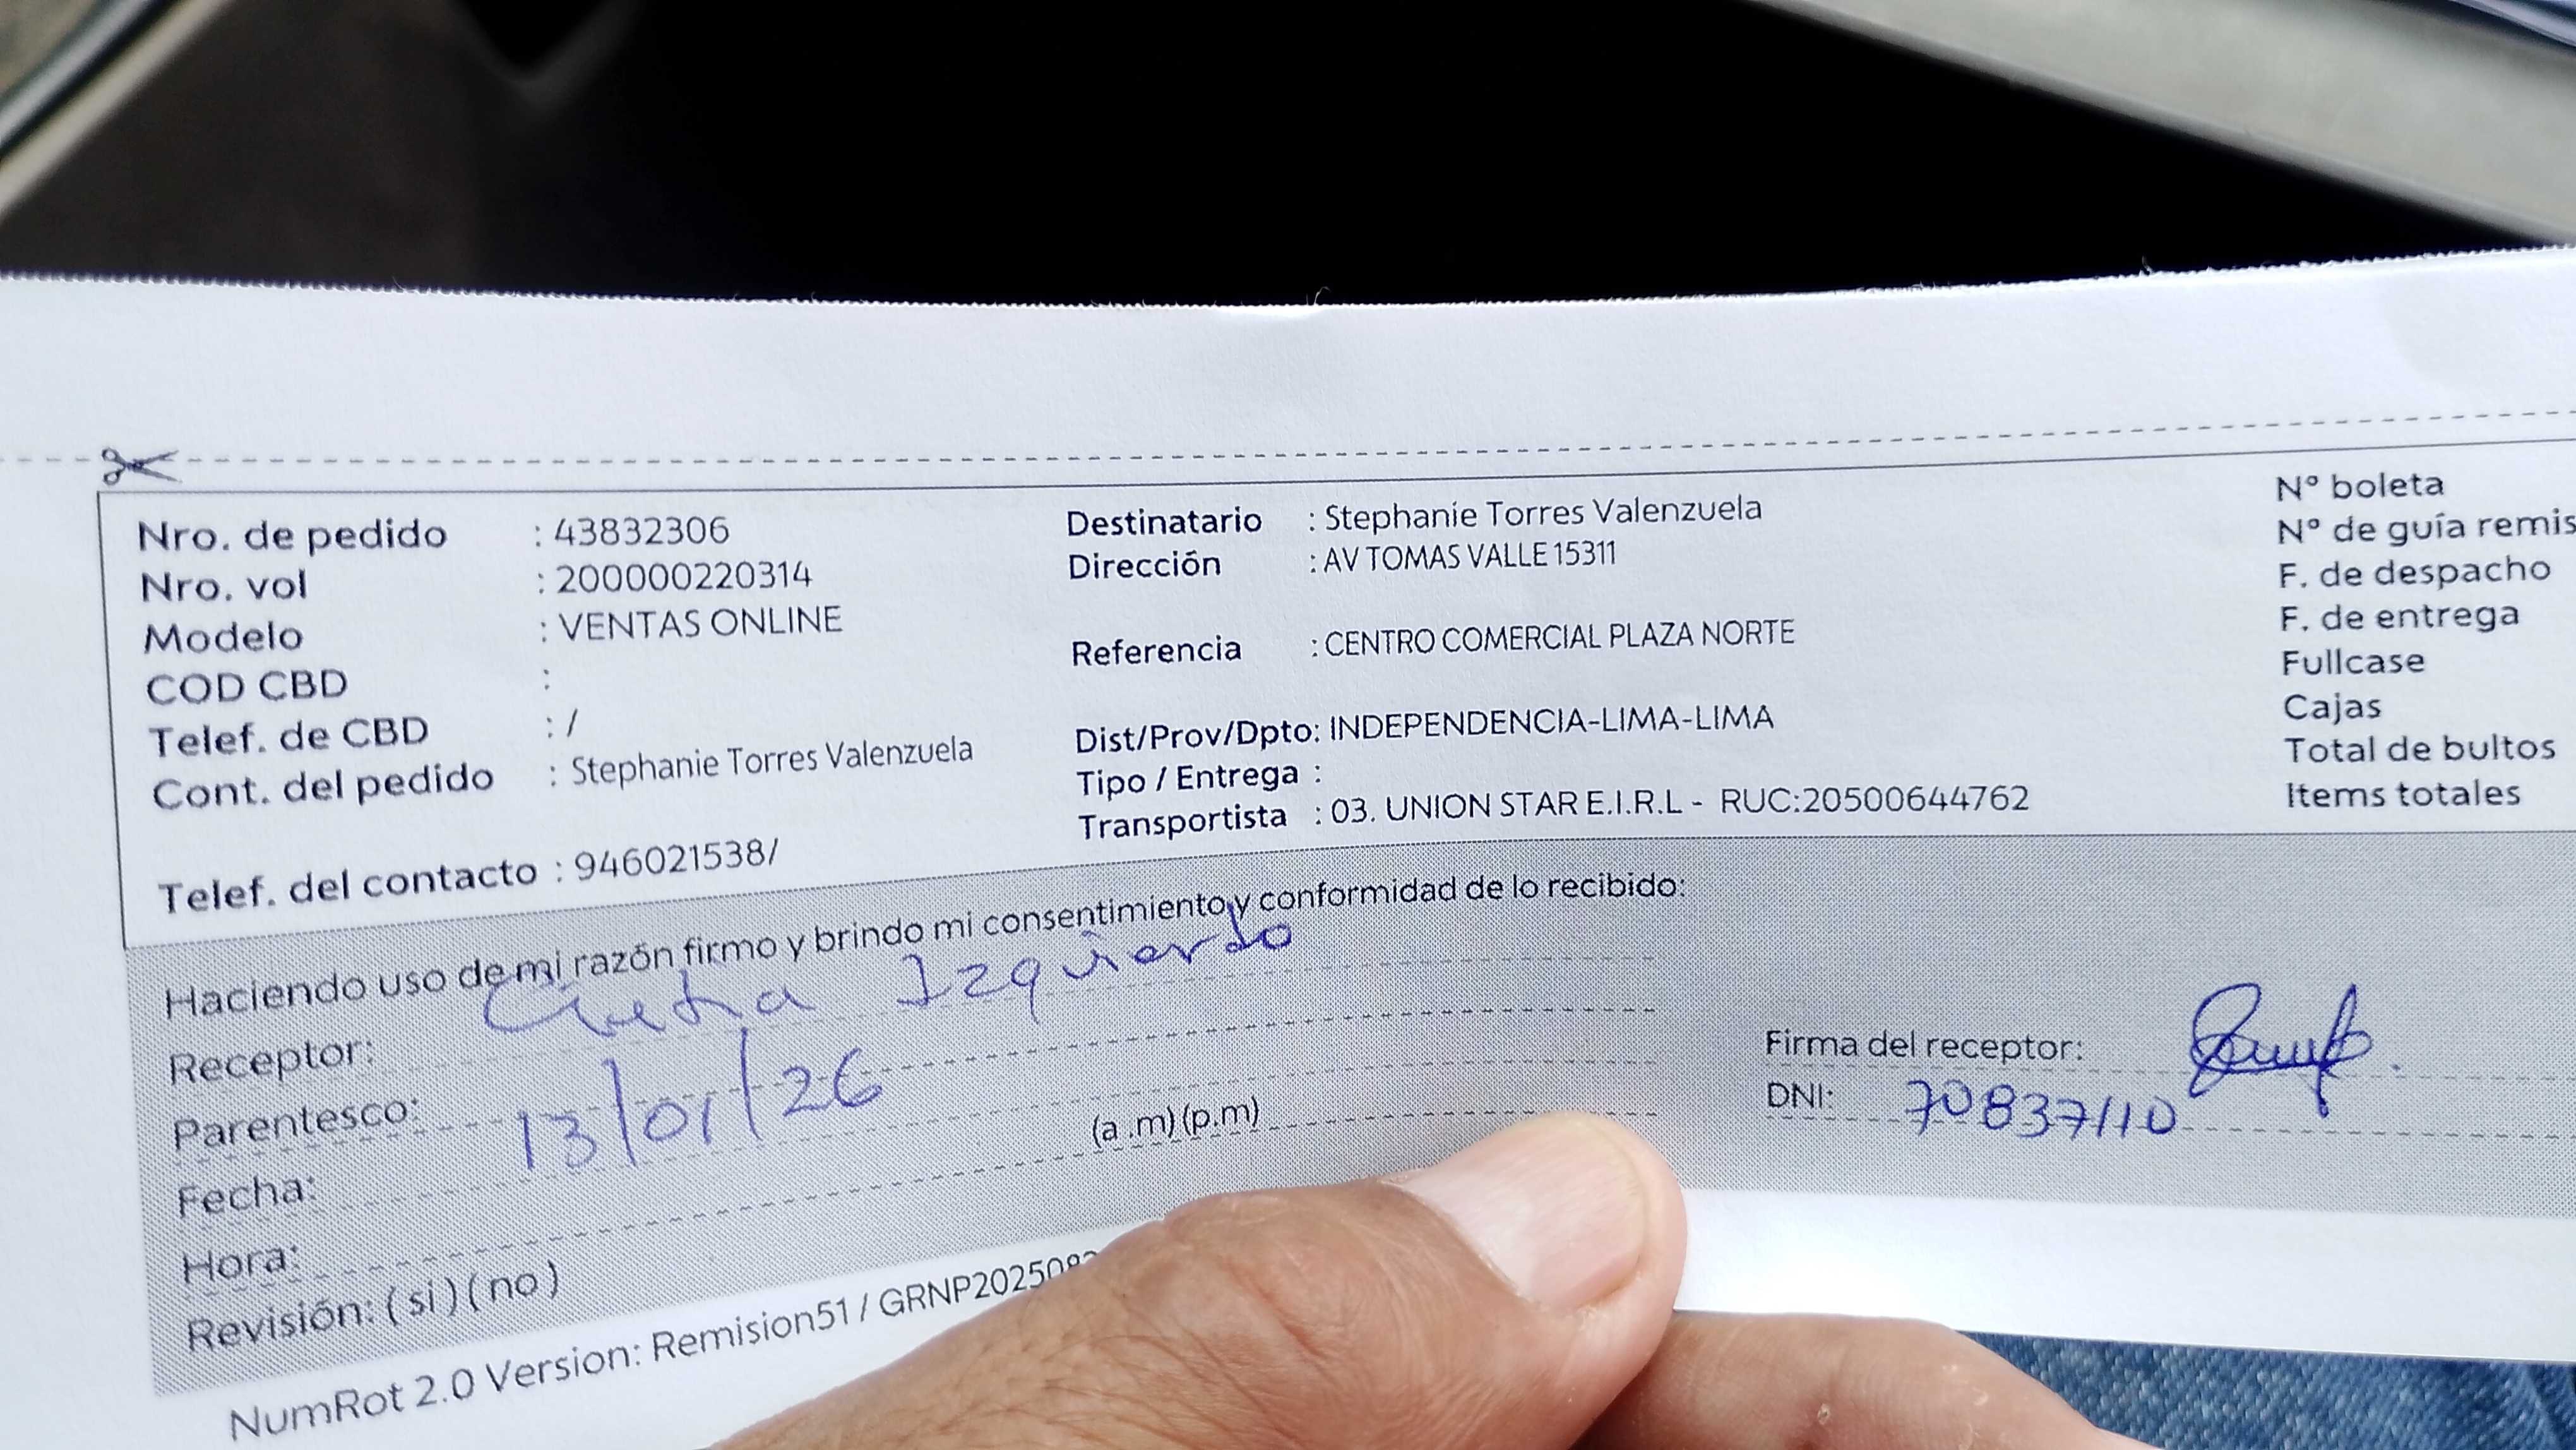 Nro. de pedido : 43832306
Nro. vol : 200000220314
Modelo : VENTAS ONLINE
COD CBD :
Telef. de CBD : /
Cont. del pedido : Stephanie Torres Valenzuela
Telef. del contacto : 946021538/
Destinatario : Stephanie Torres Valenzuela
Dirección : AV TOMAS VALLE 15311
Referencia : CENTRO COMERCIAL PLAZA NORTE
Dist/Prov/Dpto: INDEPENDENCIA-LIMA-LIMA
Tipo / Entrega :
Transportista : 03. UNION STAR E.I.R.L - RUC:20500644762
Nº boleta
Nº de guía remis
F. de despacho
F. de entrega
Fullcase
Cajas
Total de bultos
Items totales
Haciendo uso de mi razón firmo y brindo mi consentimiento y conformidad de lo recibido:
Receptor: Izquierdo
Parentesco:
Fecha: 13/01/26
Hora: (a .m) (p.m)
Revisión: ( si ) ( no )
Firma del receptor:
DNI: 70837110
NumRot 2.0 Version: Remision51 / GRNP202508